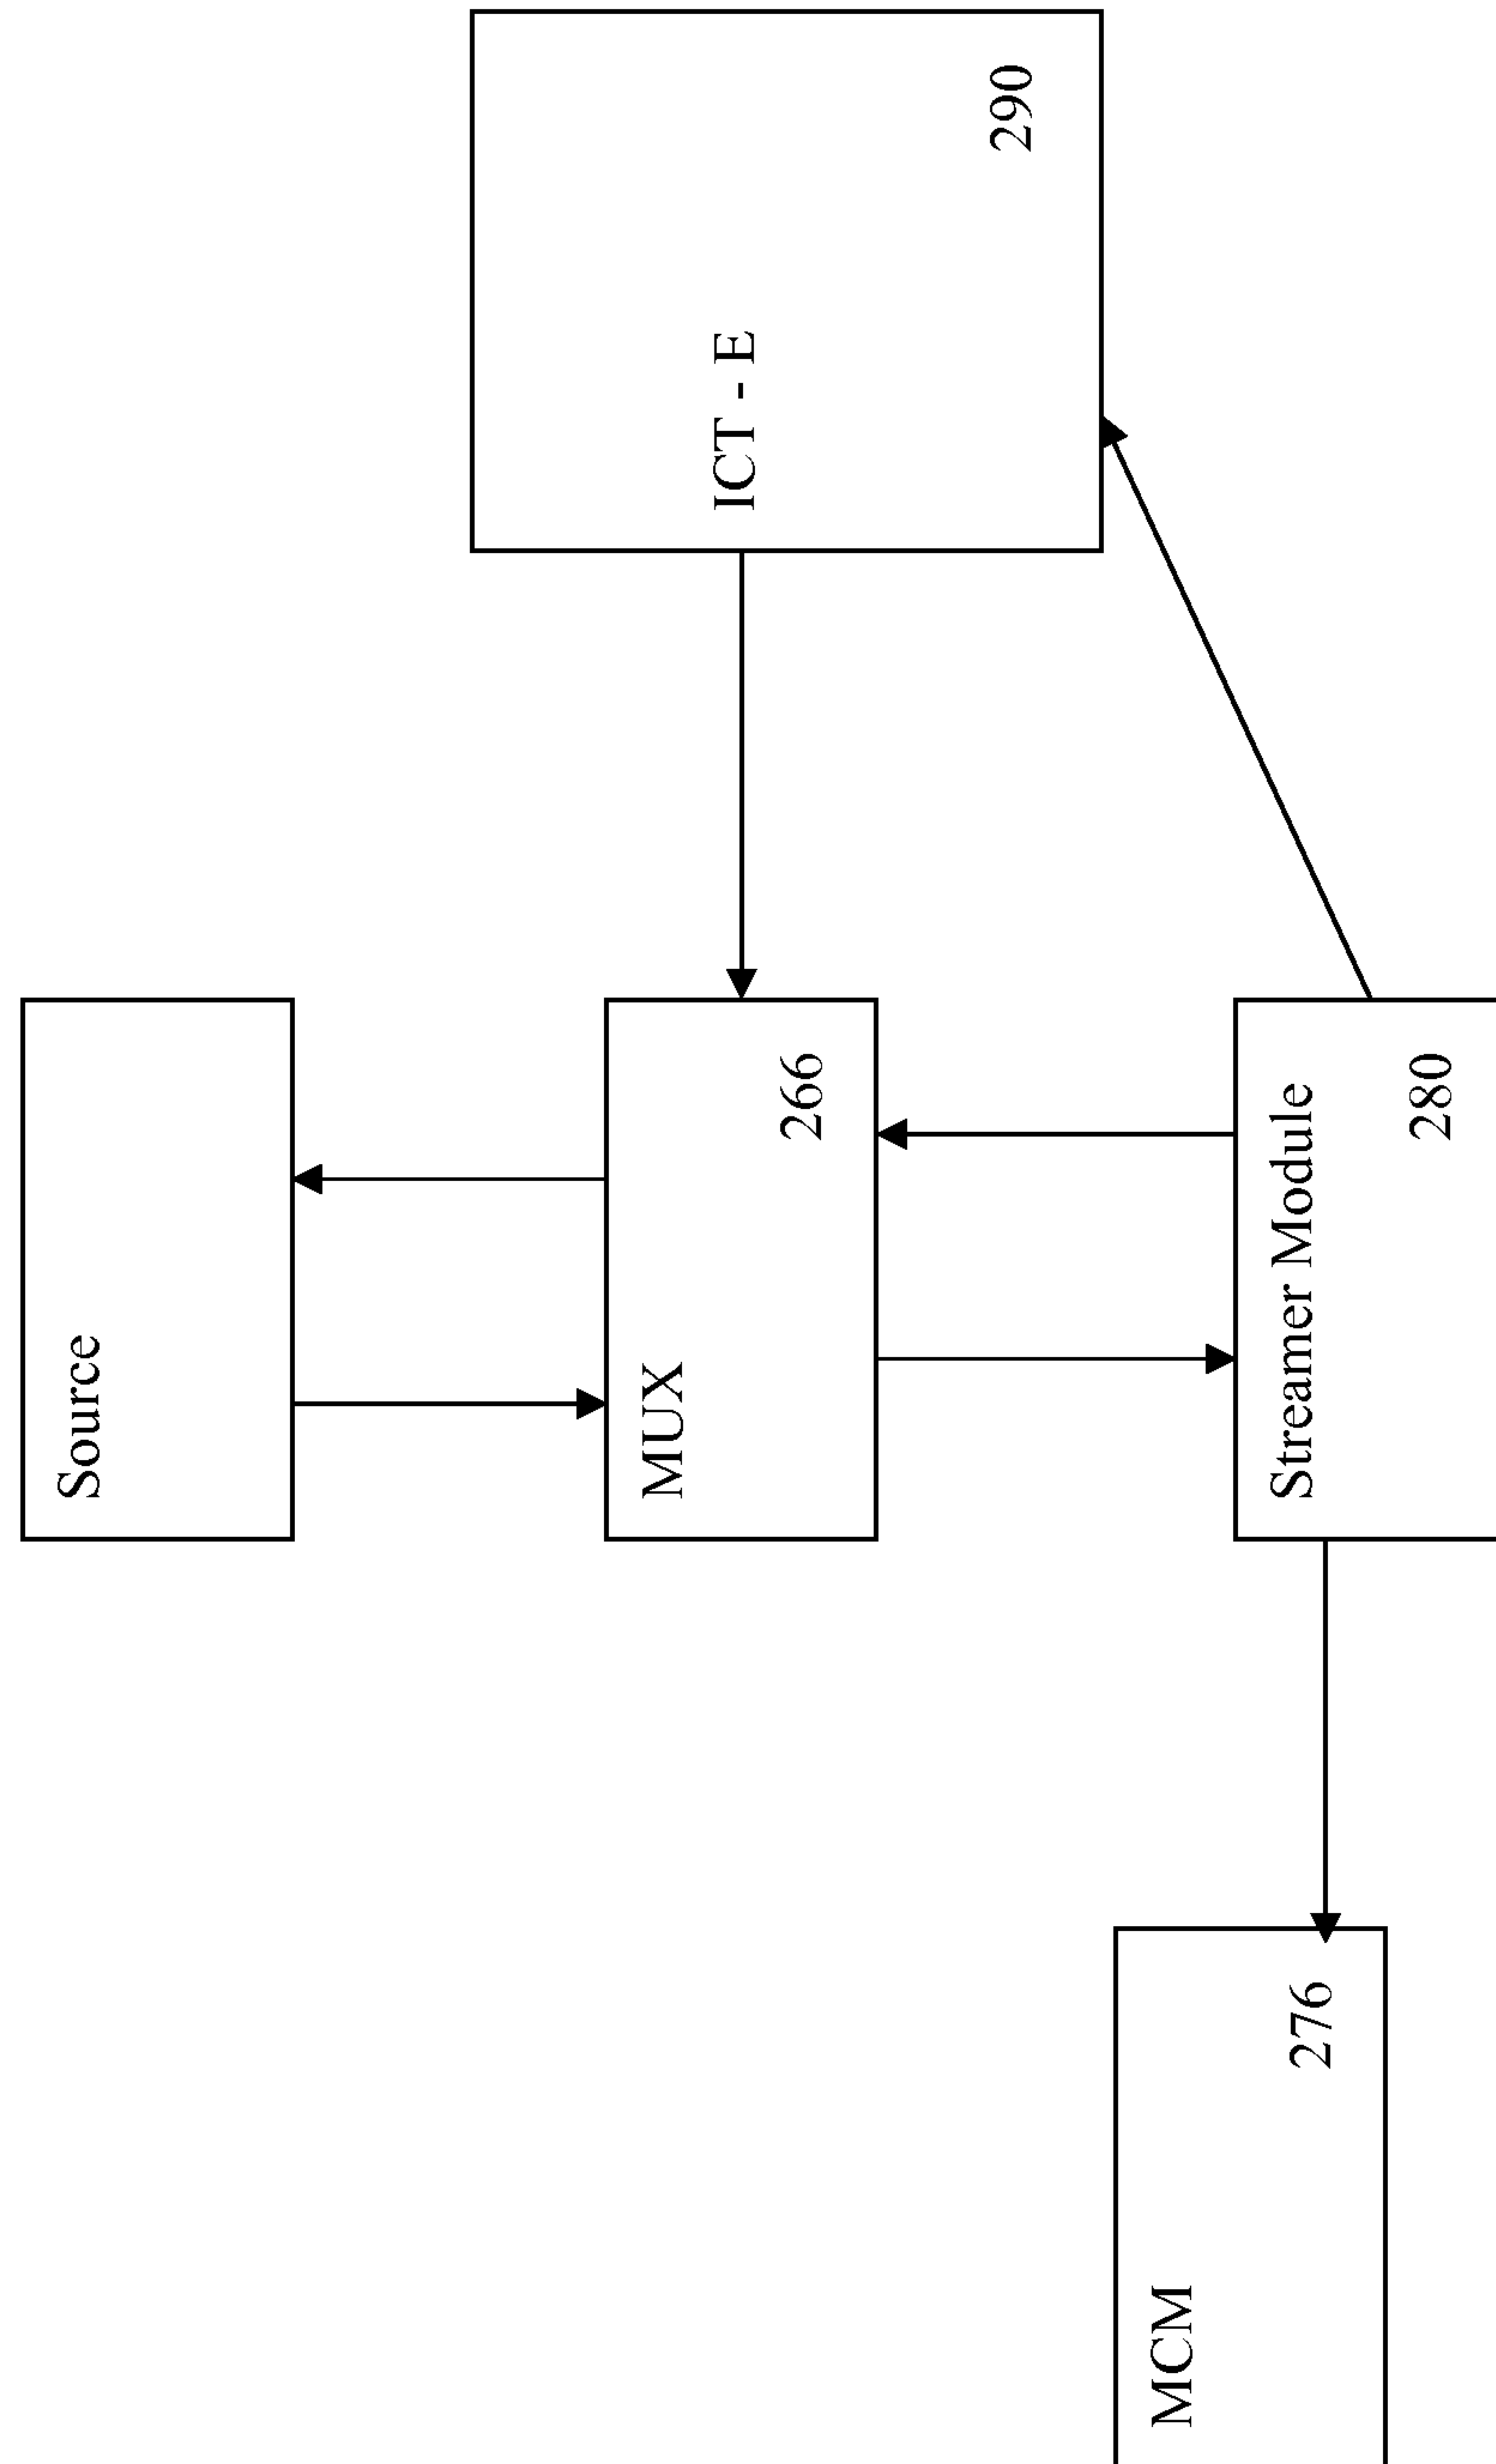 Source
MUX
266
ICT - E
290
MCM
276
Streamer Module
280